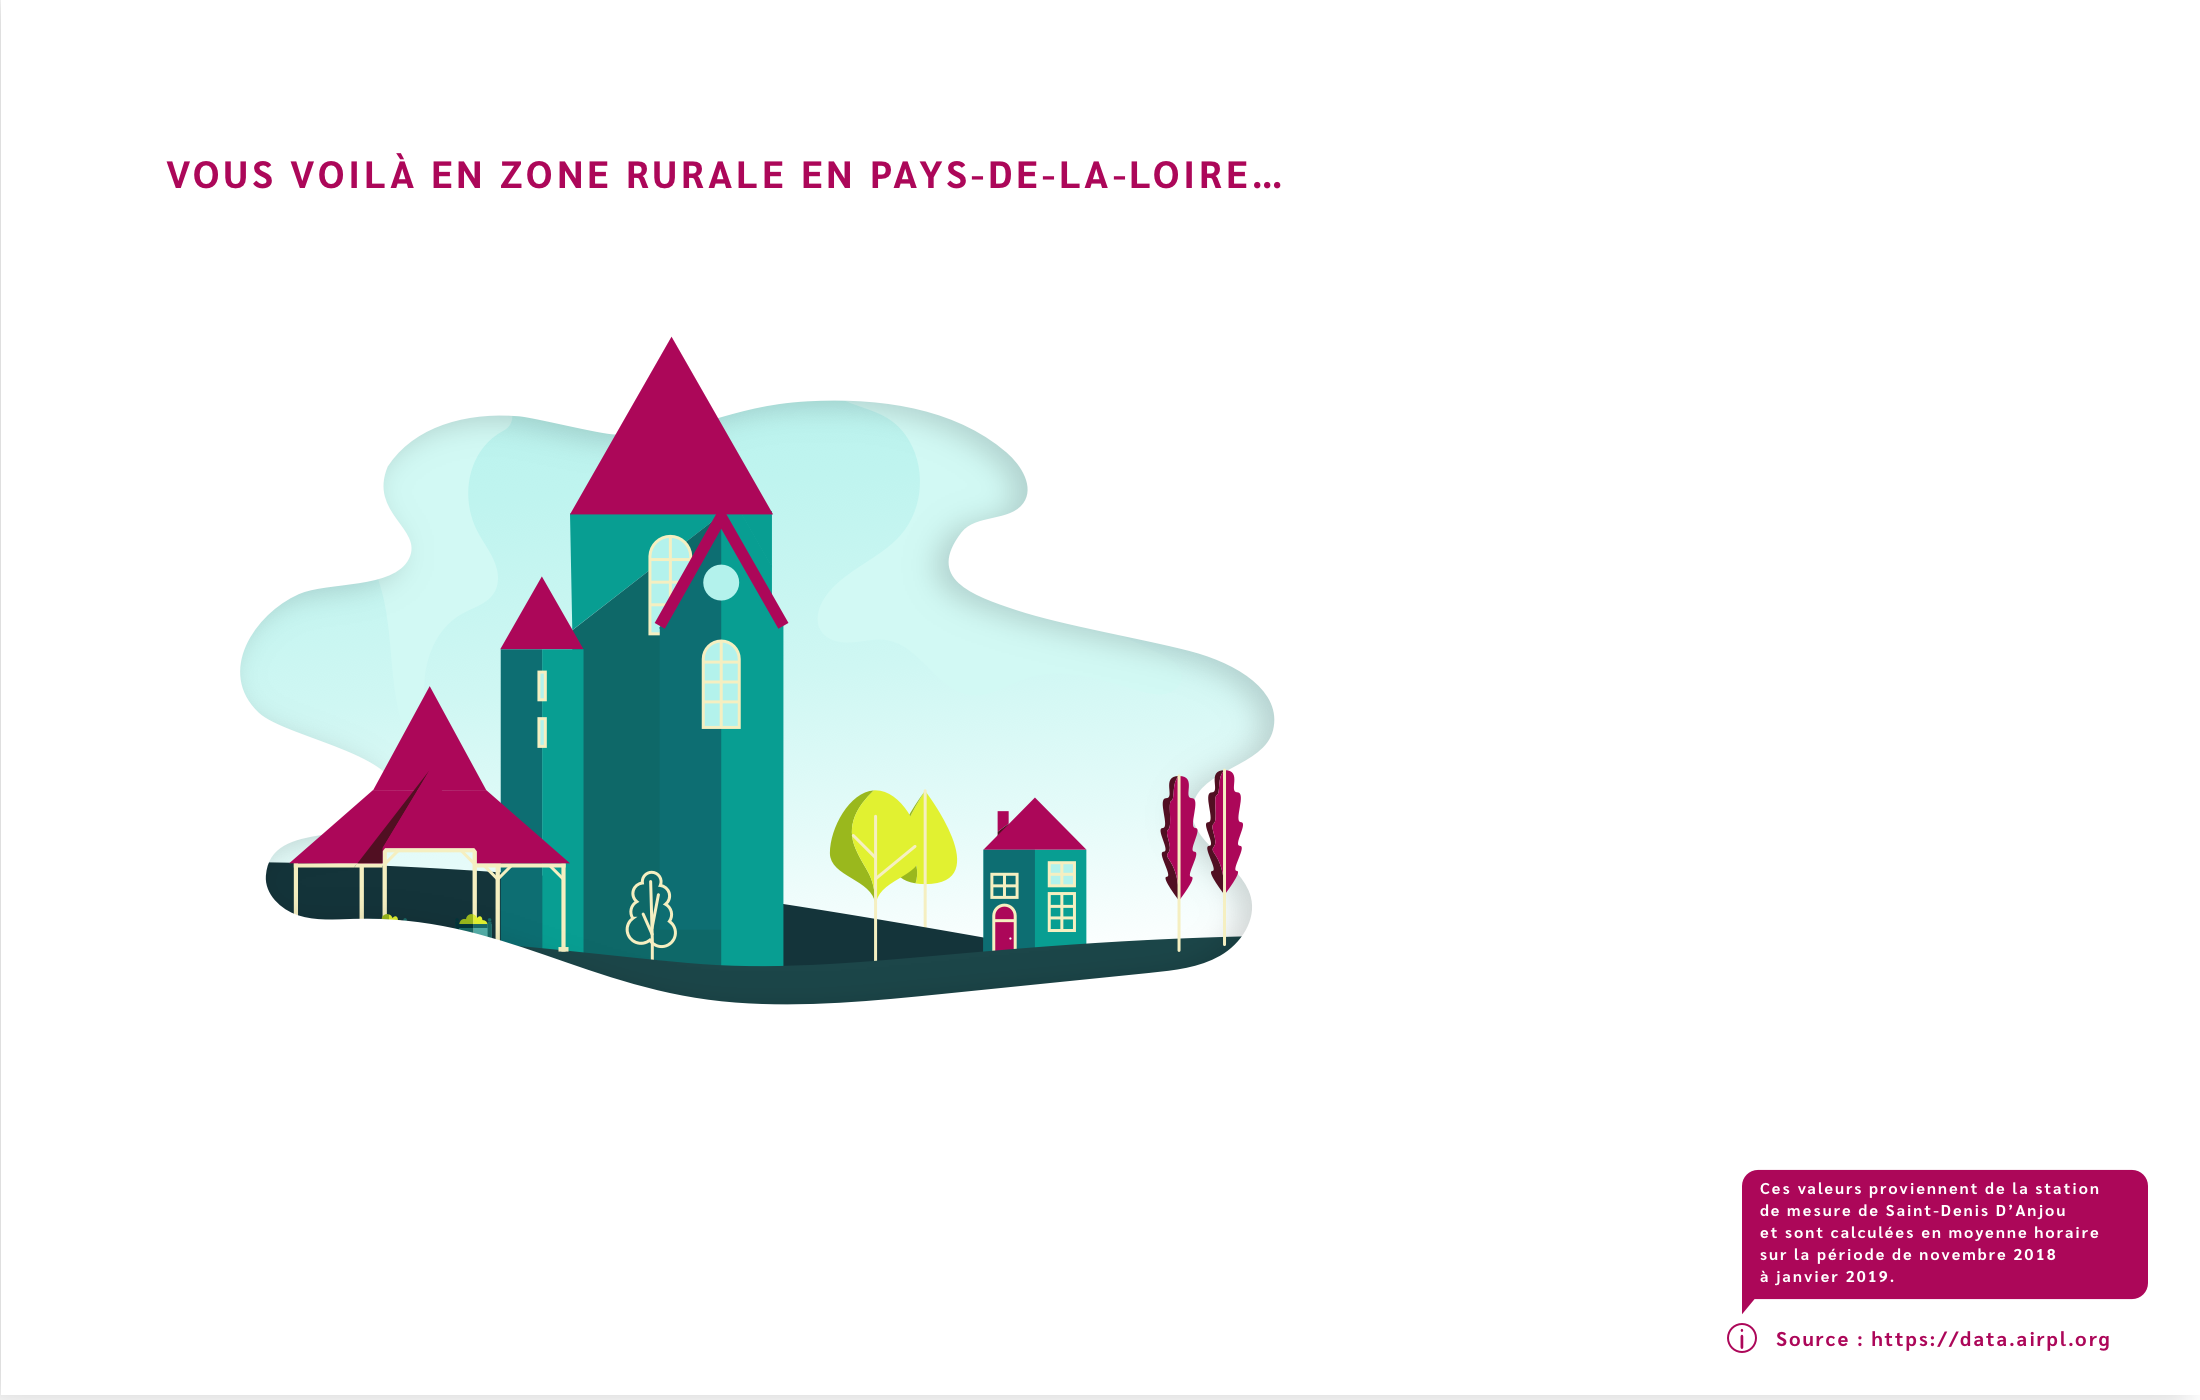 VOUS VOILÀ EN ZONE RURALE EN PAYS-DE-LA-LOIRE...
Ces valeurs proviennent de la station
de mesure de Saint-Denis D’Anjou
et sont calculées en moyenne horaire
sur la période de novembre 2018
à janvier 2019.
Source : https://data.airpl.org